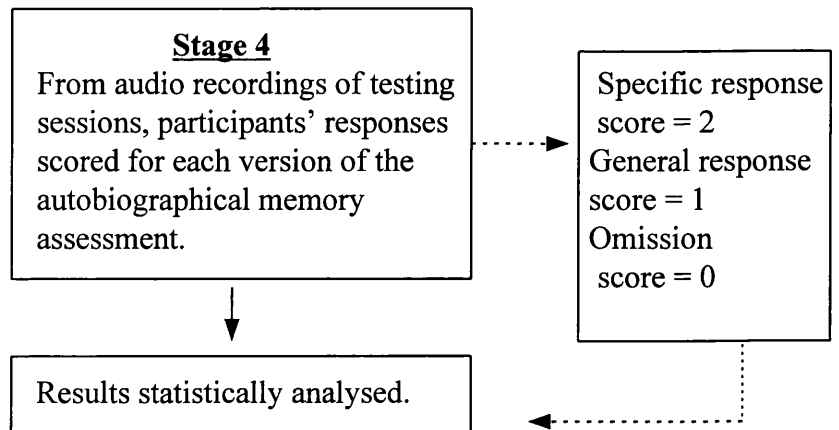 Stage 4
From audio recordings of testing
sessions, participants’ responses
scored for each version of the
autobiographical memory
assessment.
Specific response
score = 2
General response
score = 1
Omission
score = 0
Results statistically analysed.